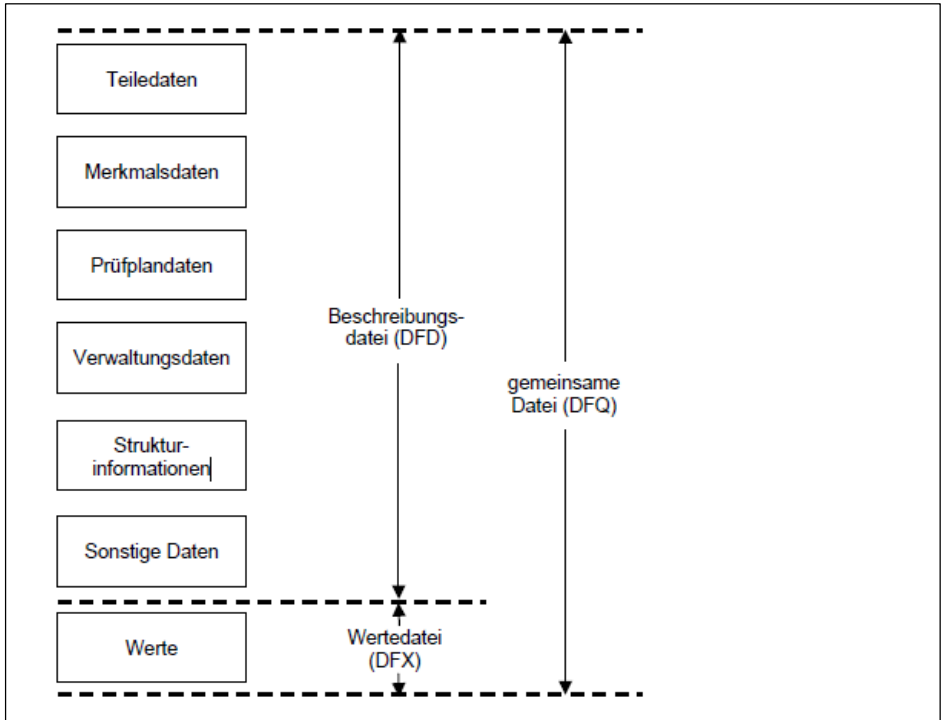 Teiledaten
Merkmalsdaten
Prüfplandaten
Verwaltungsdaten
Struktur-
informationen
Sonstige Daten
Werte
Beschreibungs-
datei (DFD)
Wertedatei
(DFX)
gemeinsame
Datei (DFQ)